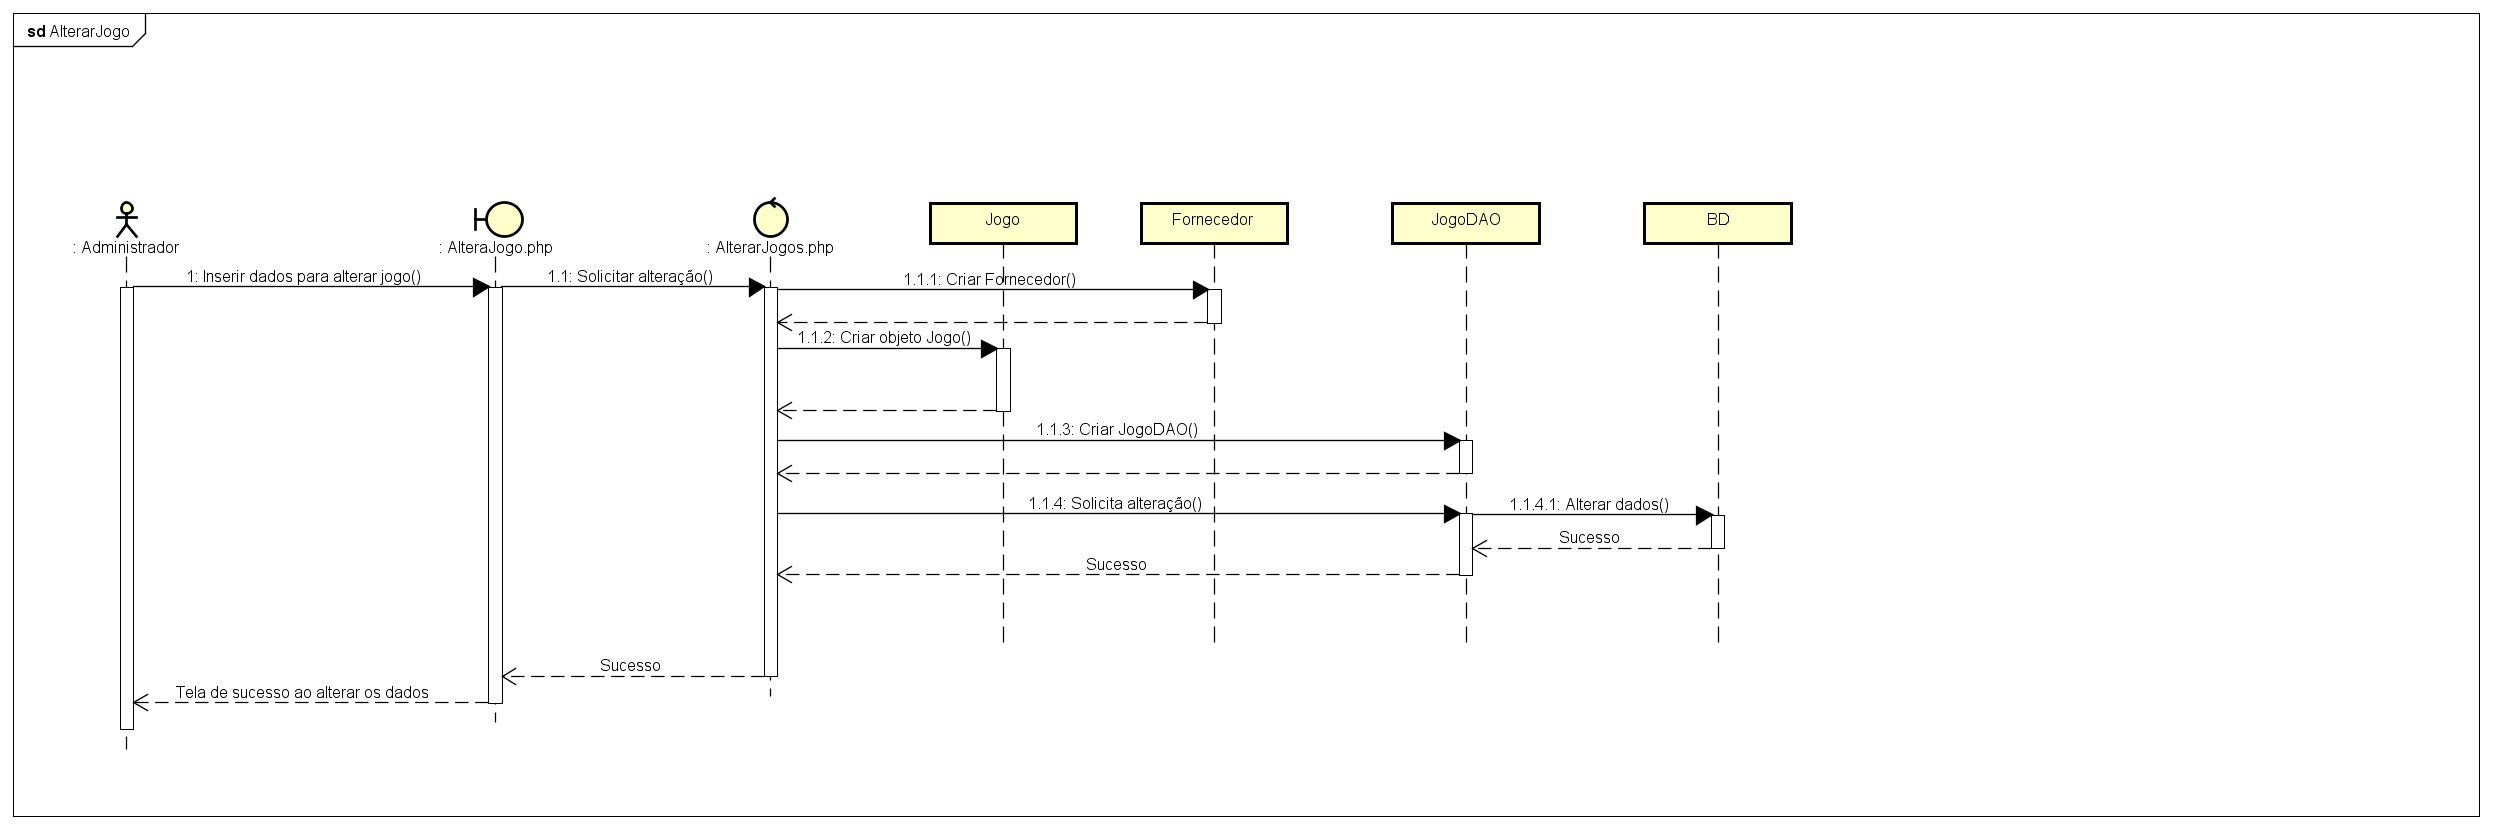 sd AlterarJogo
: Administrador
: AlteraJogo.php
: AlterarJogos.php
Jogo
Fornecedor
JogoDAO
BD
1: Inserir dados para alterar jogo()
1.1: Solicitar alteração()
1.1.1: Criar Fornecedor()
1.1.2: Criar objeto Jogo()
1.1.3: Criar JogoDAO()
1.1.4: Solicita alteração()
1.1.4.1: Alterar dados()
Sucesso
Sucesso
Sucesso
Tela de sucesso ao alterar os dados